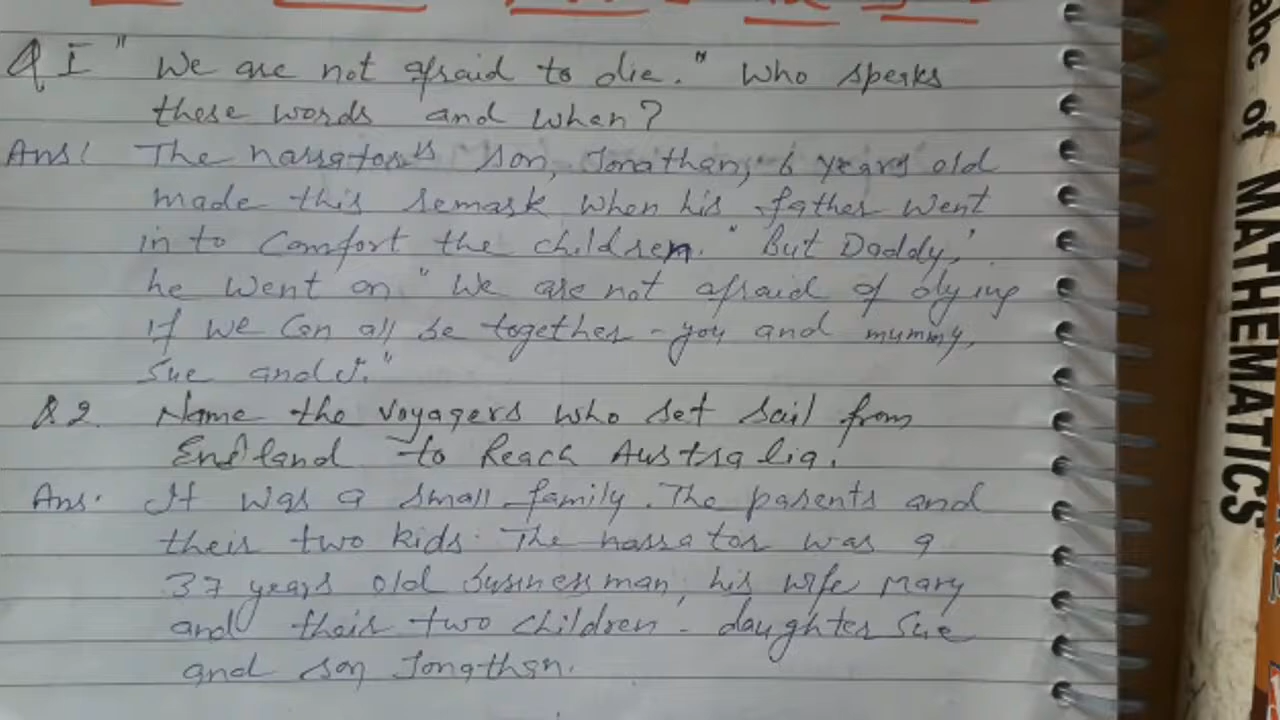 Q I "We are not afraid to die." Who speaks
these words and when?
Ans! The narrator's son, Jonathan, 6 years old
made this remark when his father went
in to comfort the children. "But Daddy,'
he went on "We are not afraid of dying
if we can all be together - you and mummy,
Sue and I."
Q 2. Name the voyagers who set sail from
England to Reach Australia.
Ans. It was a small family. The parents and
their two kids. The narrator was a
37 years old businessman, his wife Mary
and their two children - daughter Sue
and son Jonathan.
abc of MATHEMATICS